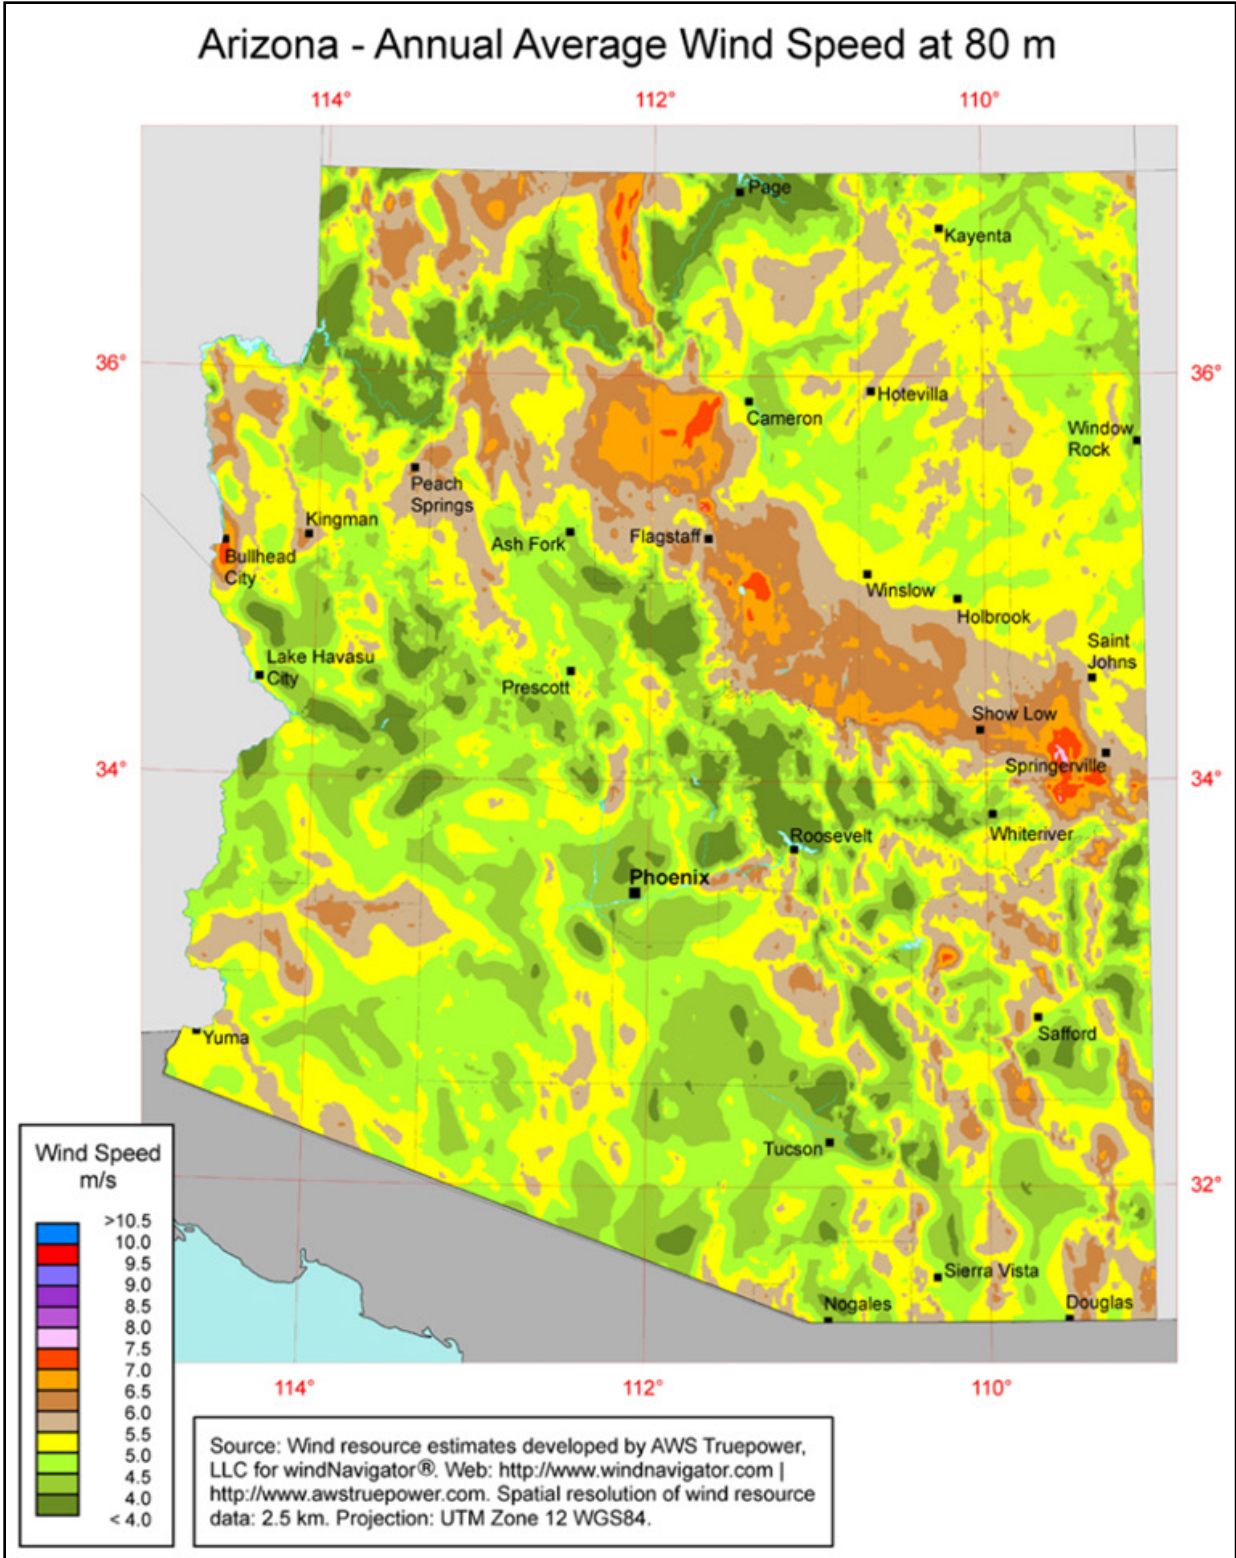 Arizona - Annual Average Wind Speed at 80 m
114° 112° 110°
Page
Kayenta
36° 36°
Hotevilla
Cameron
Window
Rock
Peach
Springs
Kingman
Ash Fork
Flagstaff
Bullhead
City
Winslow
Holbrook
Saint
Johns
Lake Havasu
City
Prescott
Show Low
34° 34°
Springerville
Whiteriver
Roosevelt
Phoenix
Safford
Yuma
Tucson
32°
Sierra Vista
Nogales
Douglas
Wind Speed
m/s
>10.5
10.0
9.5
9.0
8.5
8.0
7.5
7.0
6.5
6.0
5.5
5.0
4.5
4.0
< 4.0
114° 112° 110°
Source: Wind resource estimates developed by AWS Truepower,
LLC for windNavigator®. Web: http://www.windnavigator.com |
http://www.awstruepower.com. Spatial resolution of wind resource
data: 2.5 km. Projection: UTM Zone 12 WGS84.